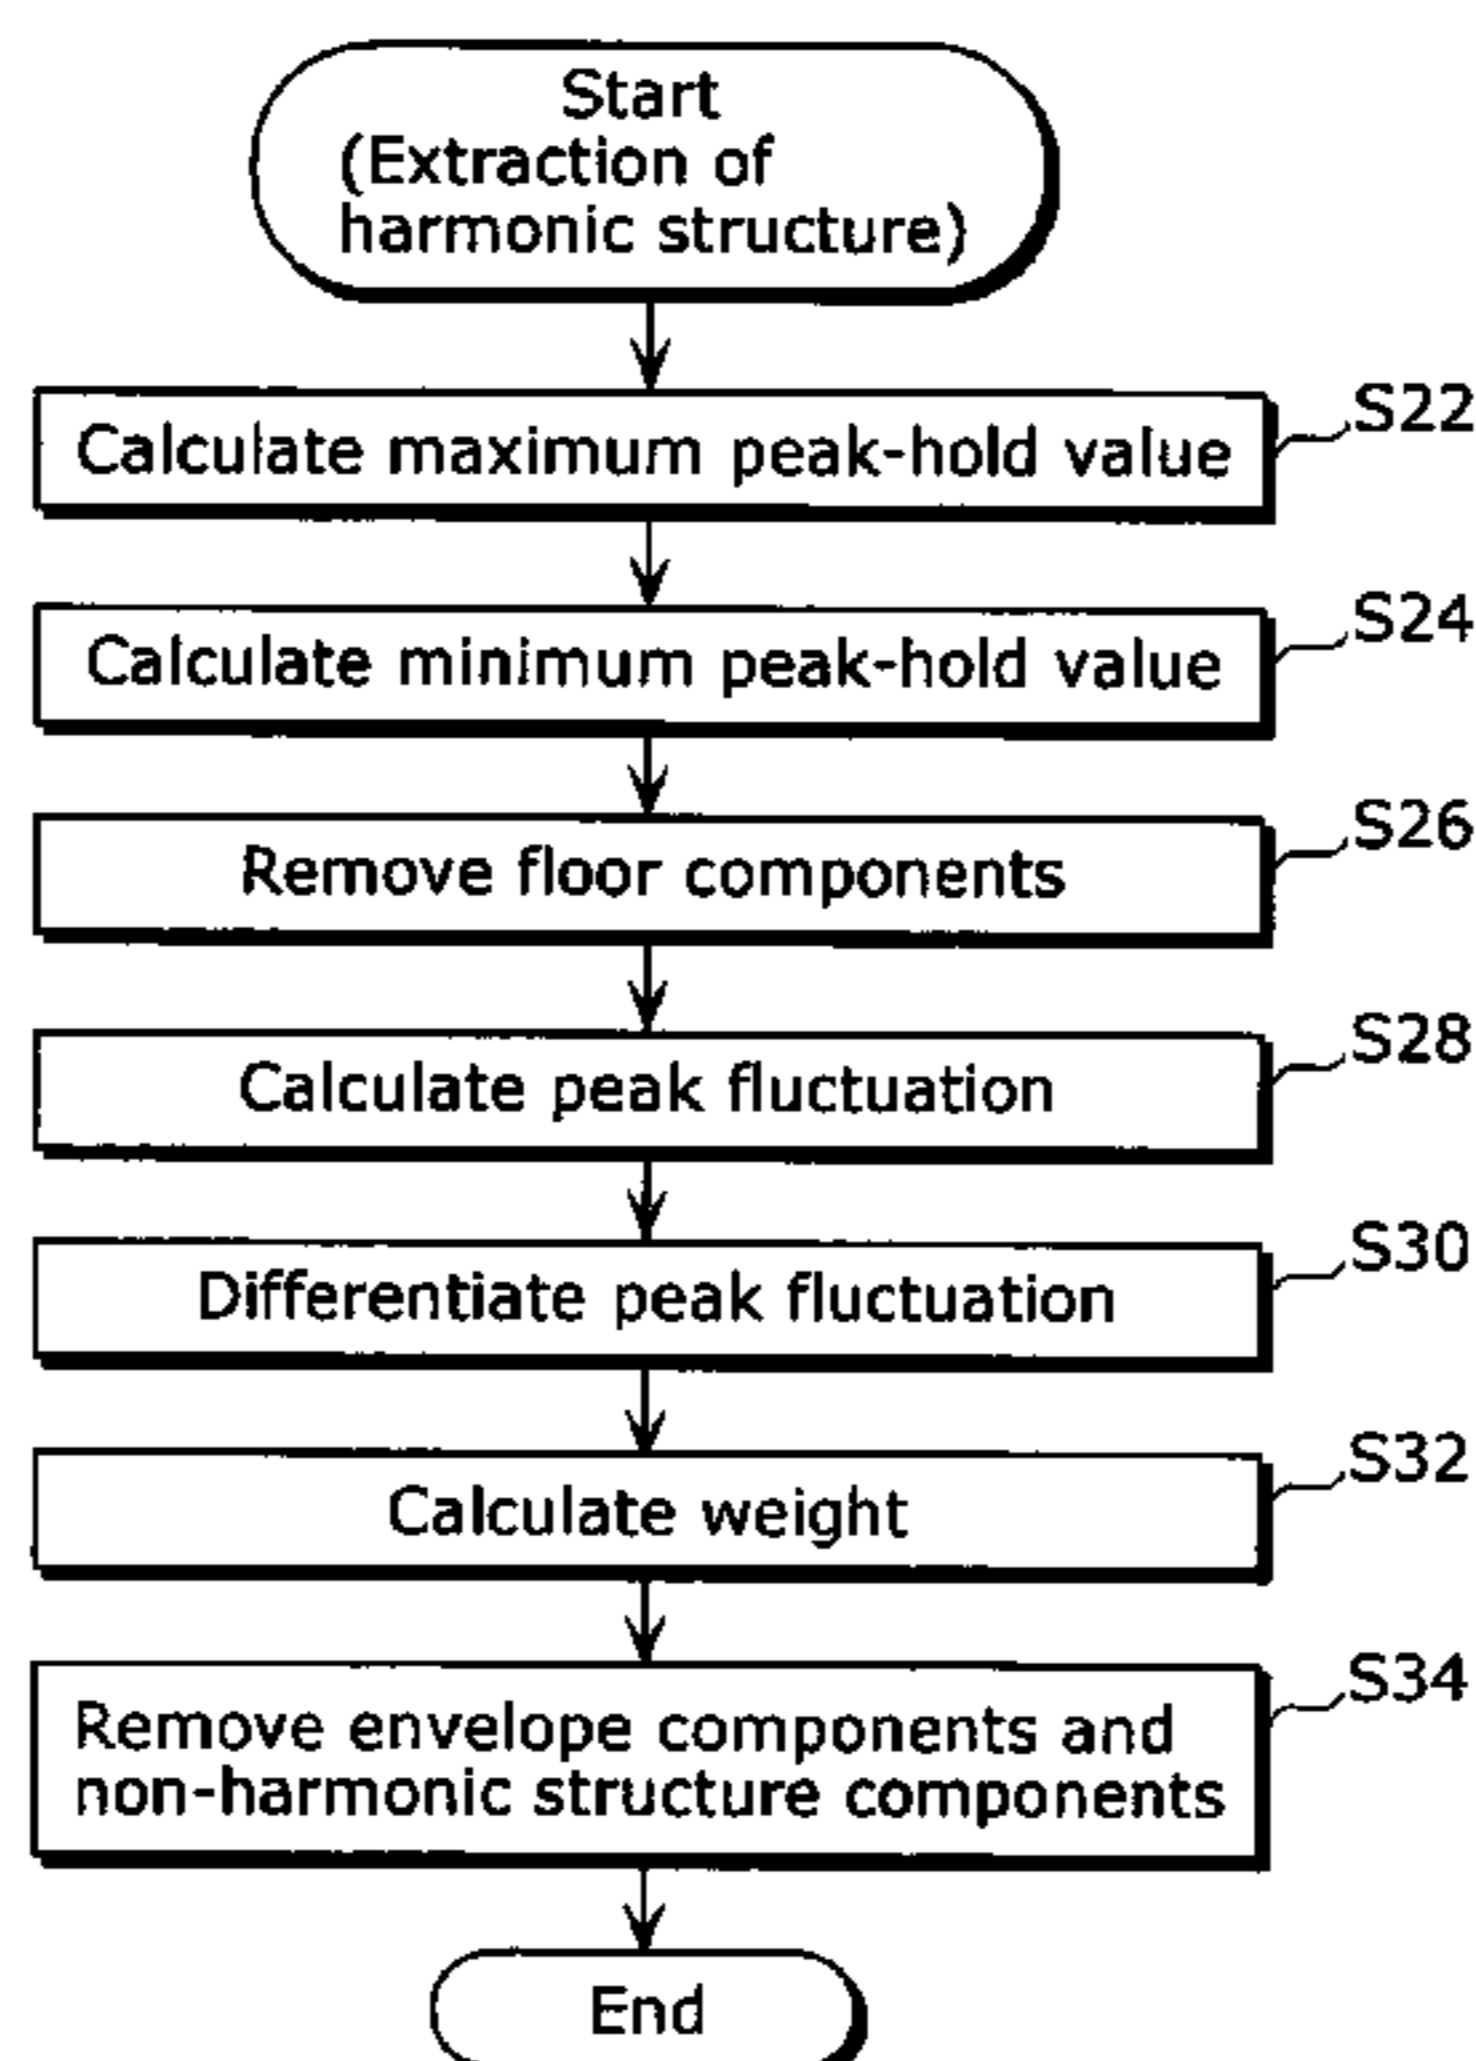 Start
(Extraction of
harmonic structure)
Calculate maximum peak-hold value
S22
Calculate minimum peak-hold value
S24
Remove floor components
S26
Calculate peak fluctuation
S28
Differentiate peak fluctuation
S30
Calculate weight
S32
Remove envelope components and
non-harmonic structure components
S34
End